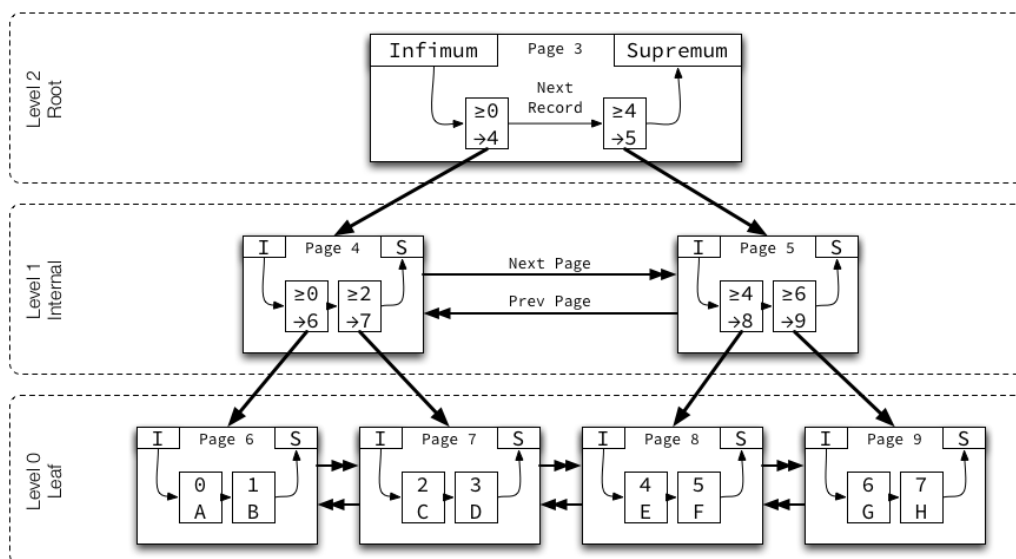 Level 2
Root
Infimum Page 3 Supremum
Next
Record
≥0 ≥4
→4 →5
Level 1
Internal
I Page 4 S I Page 5 S
Next Page
≥0 ≥2 ≥4 ≥6
Prev Page
→6 →7 →8 →9
Level 0
Leaf
I Page 6 S I Page 7 S I Page 8 S I Page 9 S
0 1 2 3 4 5 6 7
A B C D E F G H